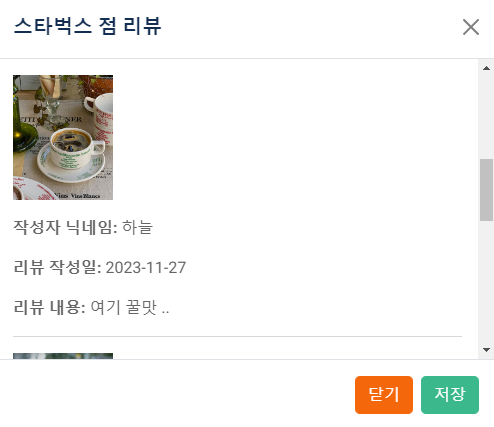 스타벅스 점 리뷰
작성자 닉네임: 하늘
리뷰 작성일: 2023-11-27
리뷰 내용: 여기 꿀맛 ..
닫기
저장